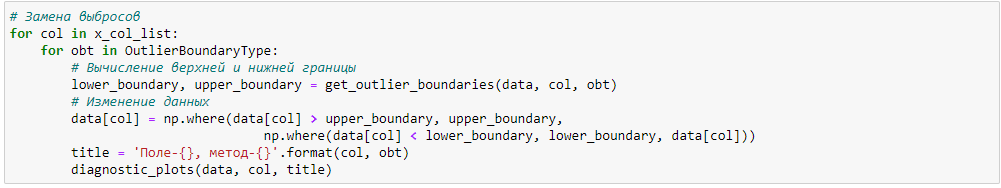 # Замена выбросов
for col in x_col_list:
    for obt in OutlierBoundaryType:
        # Вычисление верхней и нижней границы
        lower_boundary, upper_boundary = get_outlier_boundaries(data, col, obt)
        # Изменение данных
        data[col] = np.where(data[col] > upper_boundary, upper_boundary,
                                 np.where(data[col] < lower_boundary, lower_boundary, data[col]))
        title = 'Поле-{}, метод-{}'.format(col, obt)
        diagnostic_plots(data, col, title)